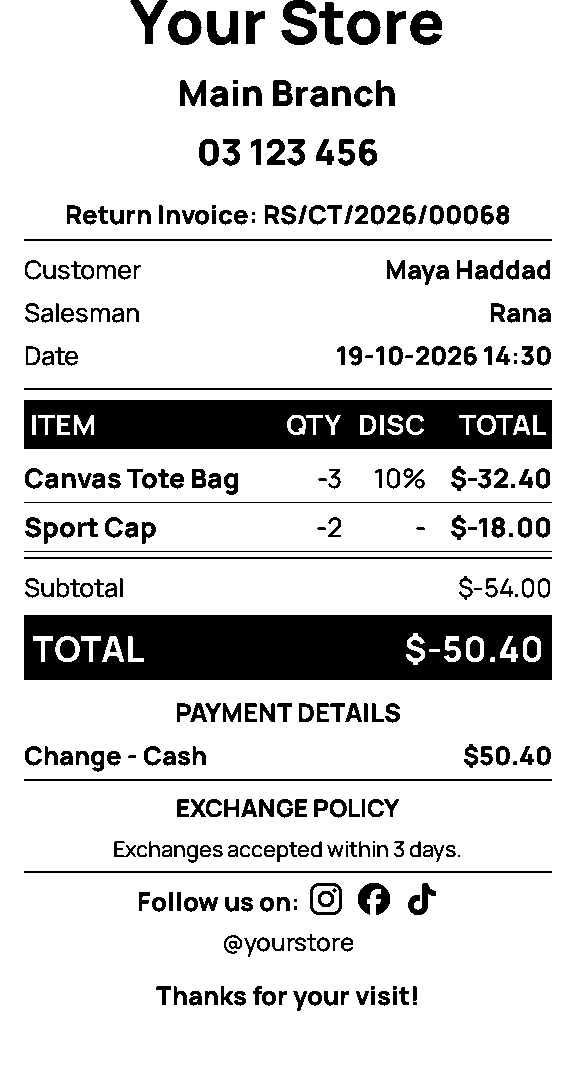 Your Store
Main Branch
03 123 456
Return Invoice: RS/CT/2026/00068
Customer Maya Haddad
Salesman Rana
Date 19-10-2026 14:30
ITEM QTY DISC TOTAL
Canvas Tote Bag -3 10% $-32.40
Sport Cap -2 - $-18.00
Subtotal $-54.00
TOTAL $-50.40
PAYMENT DETAILS
Change - Cash $50.40
EXCHANGE POLICY
Exchanges accepted within 3 days.
Follow us on:
@yourstore
Thanks for your visit!